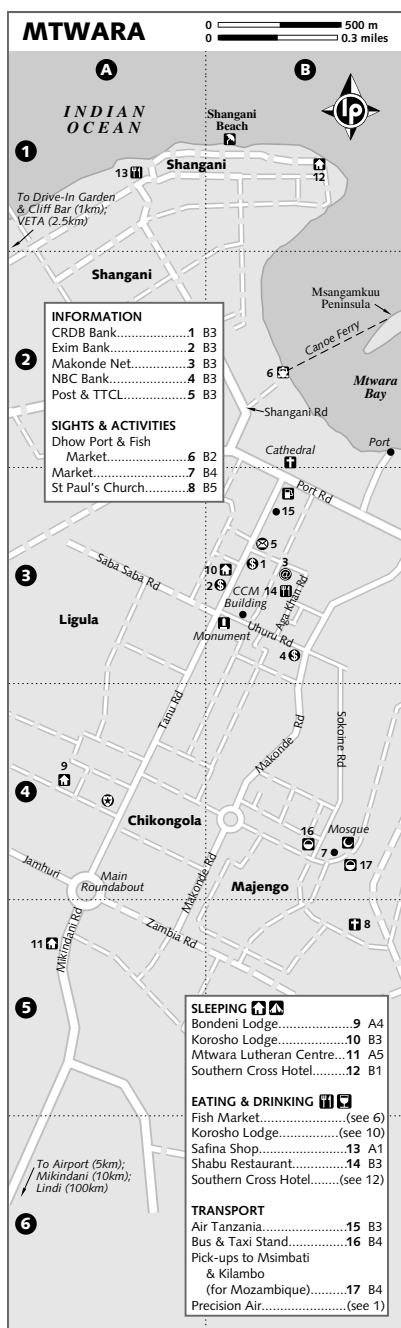 MTWARA
0 500 m
0 0.3 miles
A
B
INDIAN
OCEAN
Shangani
Beach
lp
1
Shangani
13
12
To Drive-In Garden
& Cliff Bar (1km);
VETA (2.5km)
Shangani
Msangamkuu
Peninsula
INFORMATION
CRDB Bank.....................1 B3
Exim Bank......................2 B3
Makonde Net.................3 B3
NBC Bank......................4 B3
Post & TTCL...................5 B3
SIGHTS & ACTIVITIES
Dhow Port & Fish
Market.......................6 B2
Market...........................7 B4
St Paul's Church.............8 B5
2
Canoe Ferry
6
Mtwara
Bay
Shangani Rd
Cathedral
Port
Port Rd
15
5
3
10
1
3
2
CCM
Building
14
Saba Saba Rd
Aga Khan Rd
Ligula
Monument
Uhuru Rd
4
Tanu Rd
Makonde Rd
Sokoine Rd
9
4
Chikongola
16
Mosque
7
17
Jamhuri
Main
Roundabout
Makonde Rd
Majengo
Mikindani Rd
Zambia Rd
8
11
5
SLEEPING
Bondeni Lodge......................9 A4
Korosho Lodge....................10 B3
Mtwara Lutheran Centre...11 A5
Southern Cross Hotel.........12 B1
EATING & DRINKING
Fish Market....................(see 6)
Korosho Lodge..............(see 10)
Safina Shop........................13 A1
Shabu Restaurant...............14 B3
Southern Cross Hotel....(see 12)
TRANSPORT
Air Tanzania.......................15 B3
Bus & Taxi Stand................16 B4
Pick-ups to Msimbati
& Kilambo
(for Mozambique)..........17 B4
Precision Air....................(see 1)
To Airport (5km);
Mikindani (10km);
Lindi (100km)
6